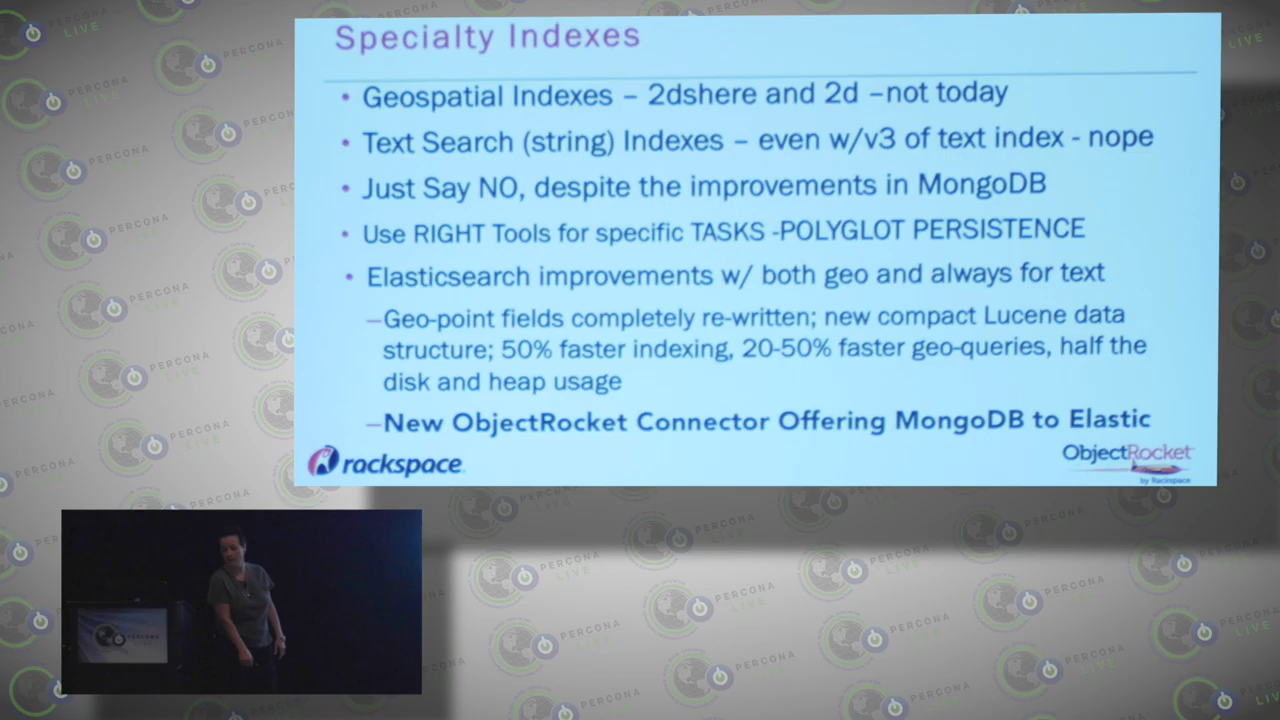 Specialty Indexes
• Geospatial Indexes – 2dshere and 2d –not today
• Text Search (string) Indexes – even w/v3 of text index - nope
• Just Say NO, despite the improvements in MongoDB
• Use RIGHT Tools for specific TASKS -POLYGLOT PERSISTENCE
• Elasticsearch improvements w/ both geo and always for text
–Geo-point fields completely re-written; new compact Lucene data
structure; 50% faster indexing, 20-50% faster geo-queries, half the
disk and heap usage
–New ObjectRocket Connector Offering MongoDB to Elastic
rackspace
ObjectRocket
by Rackspace
PERCONA
LIVE